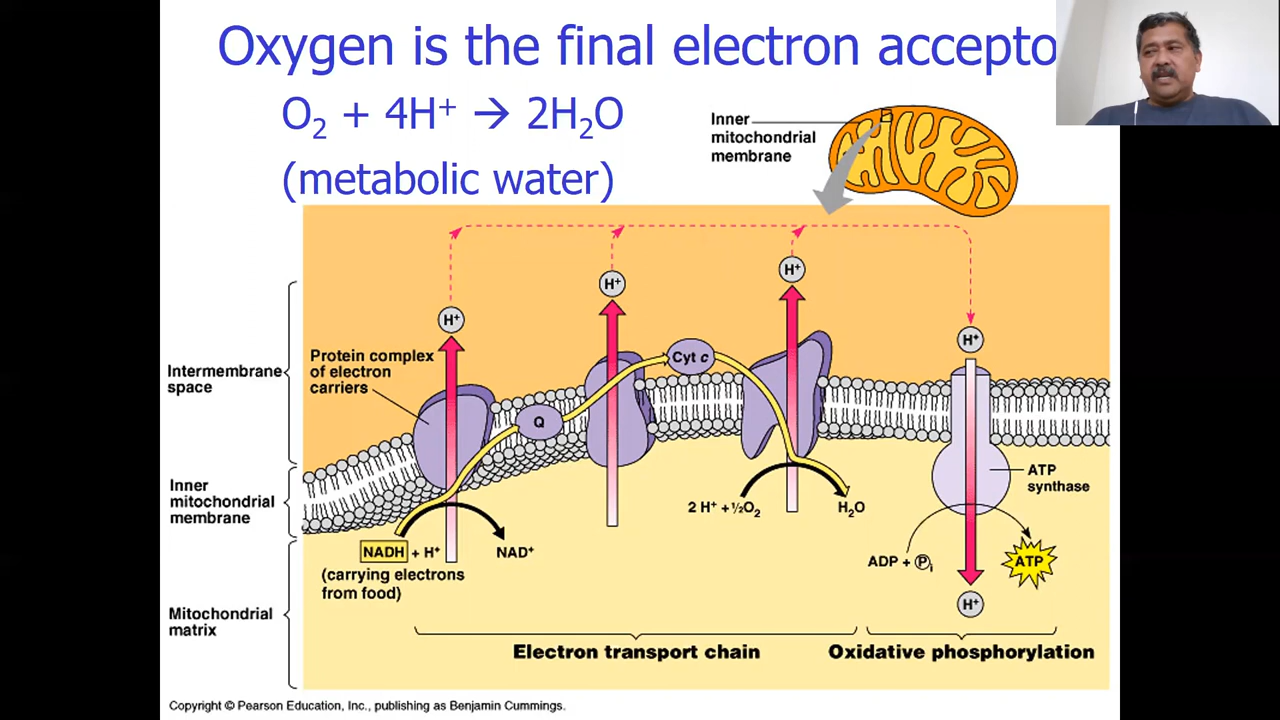 Oxygen is the final electron accepto
O₂ + 4H⁺ → 2H₂O
(metabolic water)
Inner
mitochondrial
membrane
H⁺
H⁺
H⁺
H⁺
Protein complex
of electron
carriers
Intermembrane
space
Q
Cyt c
Inner
mitochondrial
membrane
ATP
synthase
2 H⁺ + ½O₂
H₂O
NADH + H⁺
NAD⁺
(carrying electrons
from food)
ADP + Pᵢ
ATP
H⁺
Mitochondrial
matrix
Electron transport chain
Oxidative phosphorylation
Copyright © Pearson Education, Inc., publishing as Benjamin Cummings.